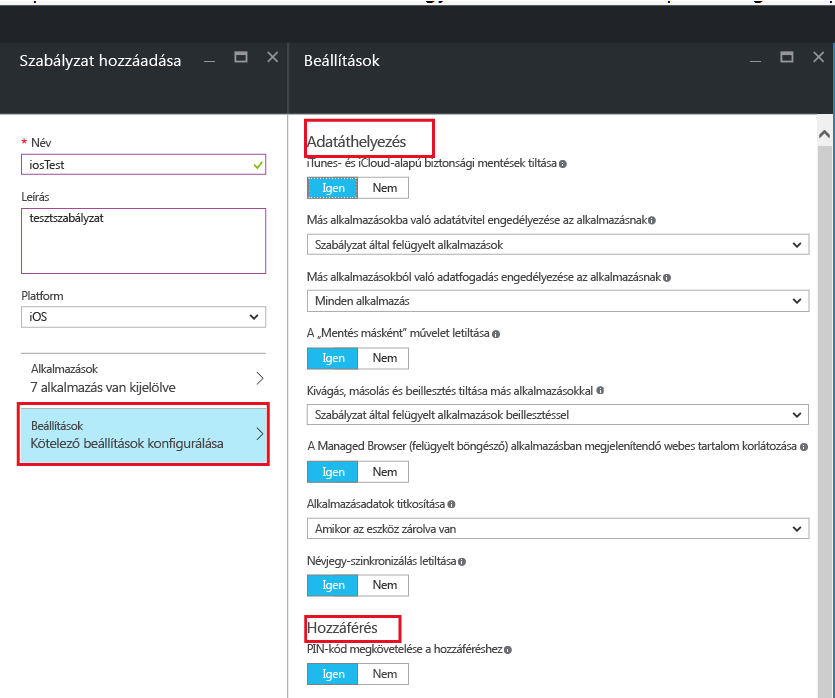 Szabályzat hozzáadása
Beállítások
* Név
iosTest
Leírás
tesztszabályzat
Platform
iOS
Alkalmazások
7 alkalmazás van kijelölve
Beállítások
Kötelező beállítások konfigurálása
Adatáthelyezés
iTunes- és iCloud-alapú biztonsági mentések tiltása
Igen Nem
Más alkalmazásokba való adatátvitel engedélyezése az alkalmazásnak
Szabályzat által felügyelt alkalmazások
Más alkalmazásokból való adatfogadás engedélyezése az alkalmazásnak
Minden alkalmazás
A „Mentés másként” művelet letiltása
Igen Nem
Kivágás, másolás és beillesztés tiltása más alkalmazásokkal
Szabályzat által felügyelt alkalmazások beillesztéssel
A Managed Browser (felügyelt böngésző) alkalmazásban megjelenítendő webes tartalom korlátozása
Igen Nem
Alkalmazásadatok titkosítása
Amikor az eszköz zárolva van
Névjegy-szinkronizálás letiltása
Igen Nem
Hozzáférés
PIN-kód megkövetelése a hozzáféréshez
Igen Nem